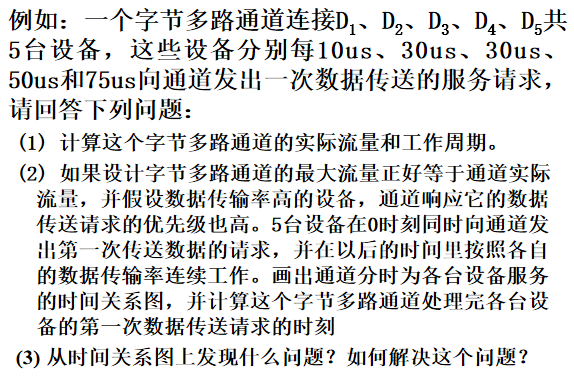 例如：一个字节多路通道连接D1、D2、D3、D4、D5共
5台设备，这些设备分别每10us、30us、30us、
50us和75us向通道发出一次数据传送的服务请求，
请回答下列问题：
(1) 计算这个字节多路通道的实际流量和工作周期。
(2) 如果设计字节多路通道的最大流量正好等于通道实际
流量，并假设数据传输率高的设备，通道响应它的数据
传送请求的优先级也高。5台设备在0时刻同时向通道发
出第一次传送数据的请求，并在以后的时间里按照各自
的数据传输率连续工作。画出通道分时为各台设备服务
的时间关系图，并计算这个字节多路通道处理完各台设
备的第一次数据传送请求的时刻
(3) 从时间关系图上发现什么问题？如何解决这个问题？